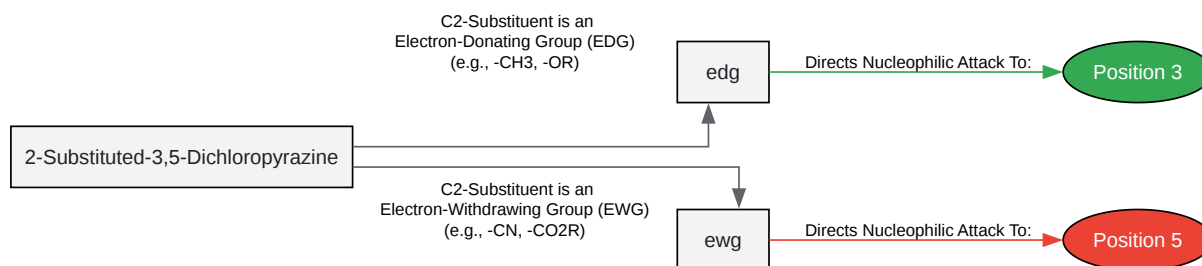 C2-Substituent is an
Electron-Donating Group (EDG)
(e.g., -CH3, -OR)
edg
Directs Nucleophilic Attack To:
Position 3
2-Substituted-3,5-Dichloropyrazine
C2-Substituent is an
Electron-Withdrawing Group (EWG)
(e.g., -CN, -CO2R)
ewg
Directs Nucleophilic Attack To:
Position 5